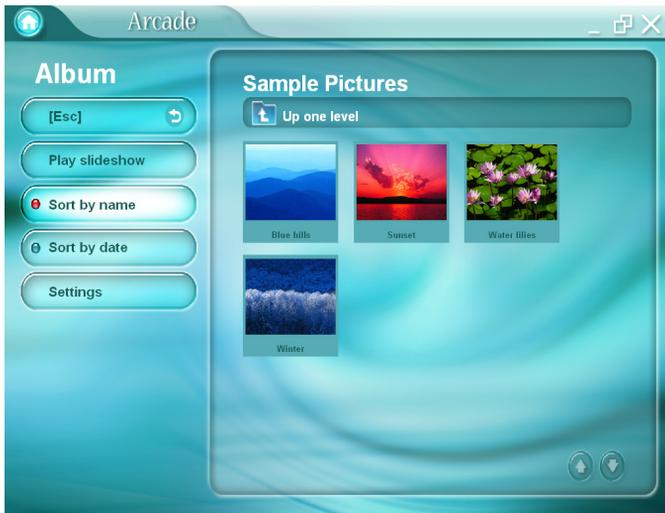 Arcade
Album
[Esc]
Play slideshow
Sort by name
Sort by date
Settings
Sample Pictures
Up one level
Blue hills
Sunset
Water lilies
Winter